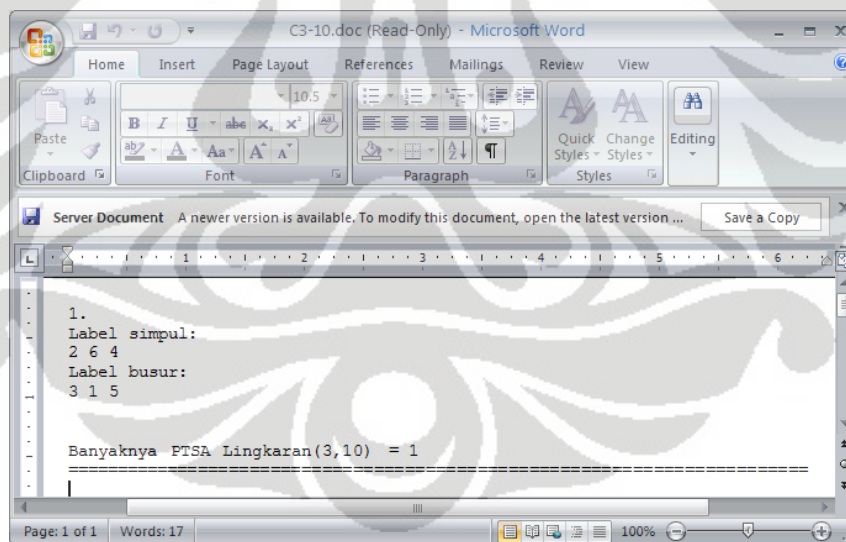 C3-10.doc (Read-Only) - Microsoft Word
Home Insert Page Layout References Mailings Review View
10.5
Paste
B I U abc x₂ x² Aa
ab A Aa A A
Quick Styles Change Styles Editing
Clipboard Font Paragraph Styles
Server Document A newer version is available. To modify this document, open the latest version ... Save a Copy
1 2 3 4 5 6
1.
Label simpul:
2 6 4
Label busur:
3 1 5
Banyaknya PTSA Lingkaran(3,10) = 1
==========================================================================
Page: 1 of 1 Words: 17 100%